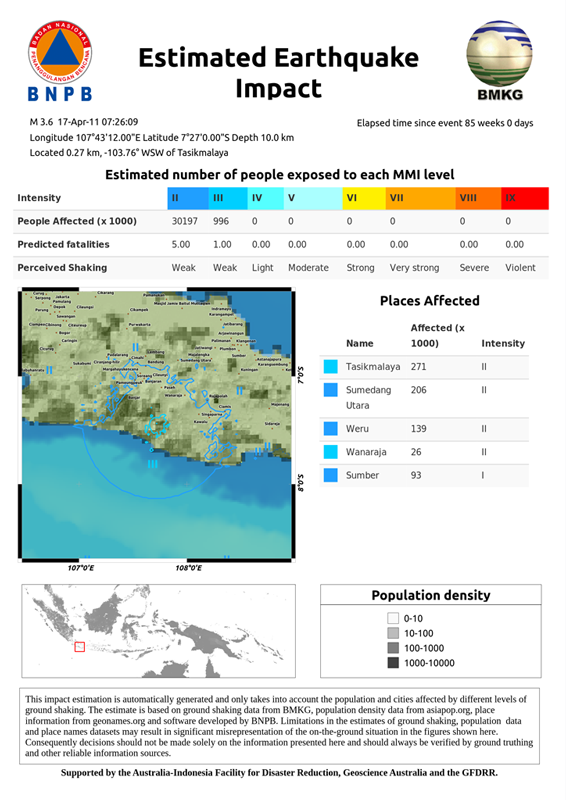 BADAN NASIONAL
PENANGGULANGAN BENCANA
BNPB
Estimated Earthquake
Impact
BMKG
M 3.6 17-Apr-11 07:26:09
Elapsed time since event 85 weeks 0 days
Longitude 107°43'12.00"E Latitude 7°27'0.00"S Depth 10.0 km
Located 0.27 km, -103.76° WSW of Tasikmalaya
Estimated number of people exposed to each MMI level
Intensity II III IV V VI VII VIII IX
People Affected (x 1000) 30197 996 0 0 0 0 0 0
Predicted fatalities 5.00 1.00 0.00 0.00 0.00 0.00 0.00 0.00
Perceived Shaking Weak Weak Light Moderate Strong Very strong Severe Violent
Places Affected
Name Affected (x 1000) Intensity
Tasikmalaya 271 II
Sumedang Utara 206 II
Weru 139 II
Wanaraja 26 II
Sumber 93 I
II
III
7°0'S
8°0'S
107°0'E 108°0'E
Population density
0-10
10-100
100-1000
1000-10000
This impact estimation is automatically generated and only takes into account the population and cities affected by different levels of
ground shaking. The estimate is based on ground shaking data from BMKG, population density data from asiapop.org, place
information from geonames.org and software developed by BNPB. Limitations in the estimates of ground shaking, population data
and place names datasets may result in significant misrepresentation of the on-the-ground situation in the figures shown here.
Consequently decisions should not be made solely on the information presented here and should always be verified by ground truthing
and other reliable information sources.
Supported by the Australia-Indonesia Facility for Disaster Reduction, Geoscience Australia and the GFDRR.